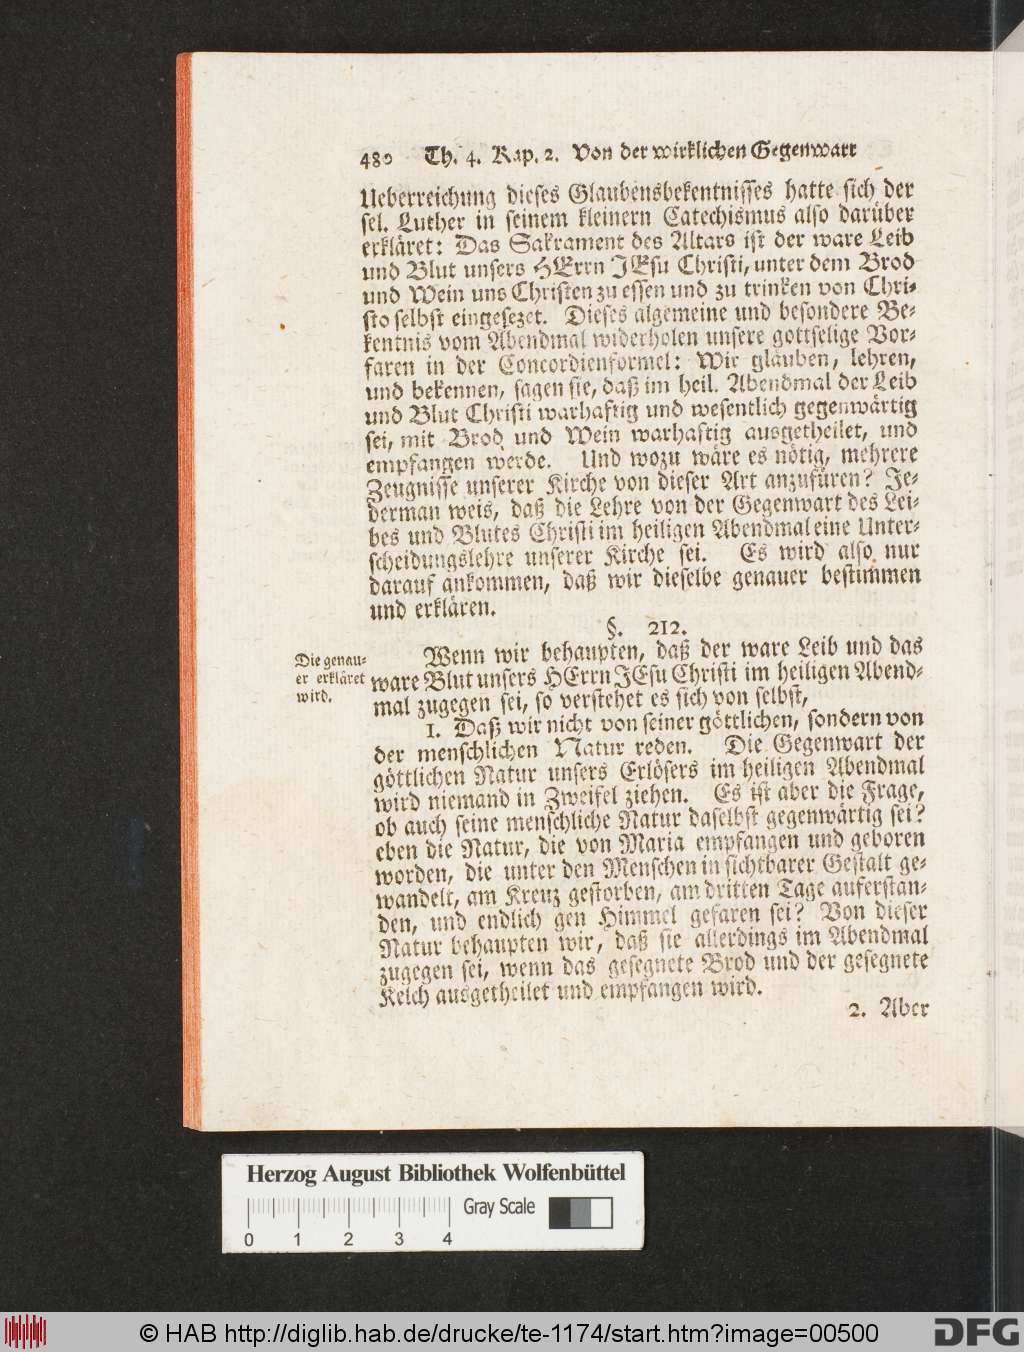 480 Th. 4. Kap. 2. Von der wirklichen Gegenwart
Ueberreichung dieses Glaubensbekentnisses hatte sich der
sel. Luther in seinem kleinern Catechismus also darüber
erkläret: Das Sakrament des Altars ist der ware Leib
und Blut unsers HErrn JEsu Christi, unter dem Brod
und Wein uns Christen zu essen und zu trinken von Chri-
sto selbst eingesezet. Dieses algemeine und besondere Be-
kentnis vom Abendmal widerholen unsere gottselige Vor-
faren in der Concordienformel: Wir glauben, lehren,
und bekennen, sagen sie, daß im heil. Abendmal der Leib
und Blut Christi warhaftig und wesentlich gegenwärtig
sei, mit Brod und Wein warhaftig ausgetheilet, und
empfangen werde. Und wozu wäre es nötig, mehrere
Zeugnisse unserer Kirche von dieser Art anzufüren? Je-
derman weis, daß die Lehre von der Gegenwart des Lei-
bes und Blutes Christi im heiligen Abendmal eine Unter-
scheidungslehre unserer Kirche sei. Es wird also nur
darauf ankommen, daß wir dieselbe genauer bestimmen
und erklären.
§. 212.
Die genau-
er erkläret
wird.
Wenn wir behaupten, daß der ware Leib und das
ware Blut unsers HErrn JEsu Christi im heiligen Abend-
mal zugegen sei, so verstehet es sich von selbst,
1. Daß wir nicht von seiner göttlichen, sondern von
der menschlichen Natur reden. Die Gegenwart der
göttlichen Natur unsers Erlösers im heiligen Abendmal
wird niemand in Zweifel ziehen. Es ist aber die Frage,
ob auch seine menschliche Natur daselbst gegenwärtig sei?
eben die Natur, die von Maria empfangen und geboren
worden, die unter den Menschen in sichtbarer Gestalt ge-
wandelt, am Kreuz gestorben, am dritten Tage auferstan-
den, und endlich gen Himmel gefaren sei? Von dieser
Natur behaupten wir, daß sie allerdings im Abendmal
zugegen sei, wenn das gesegnete Brod und der gesegnete
Kelch ausgetheilet und empfangen wird.
2. Aber
Herzog August Bibliothek Wolfenbüttel
Gray Scale
0 1 2 3 4
© HAB http://diglib.hab.de/drucke/te-1174/start.htm?image=00500
DFG